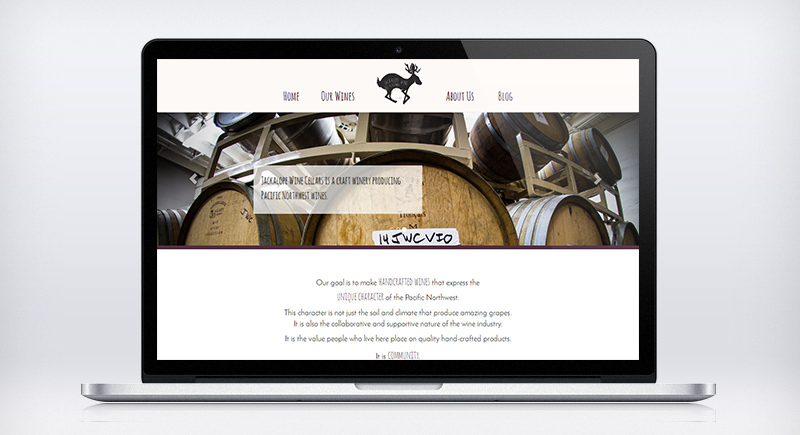 Home Our Wines About Us Blog
Jackalope Wine Cellars is a craft winery producing
Pacific Northwest wines.
JWC
Français
M
14JWCVIO
Our goal is to make handcrafted wines that express the
unique character of the Pacific Northwest.
This character is not just the soil and climate that produce amazing grapes.
It is also the collaborative and supportive nature of the wine industry.
It is the value people who live here place on quality hand-crafted products.
It is community.